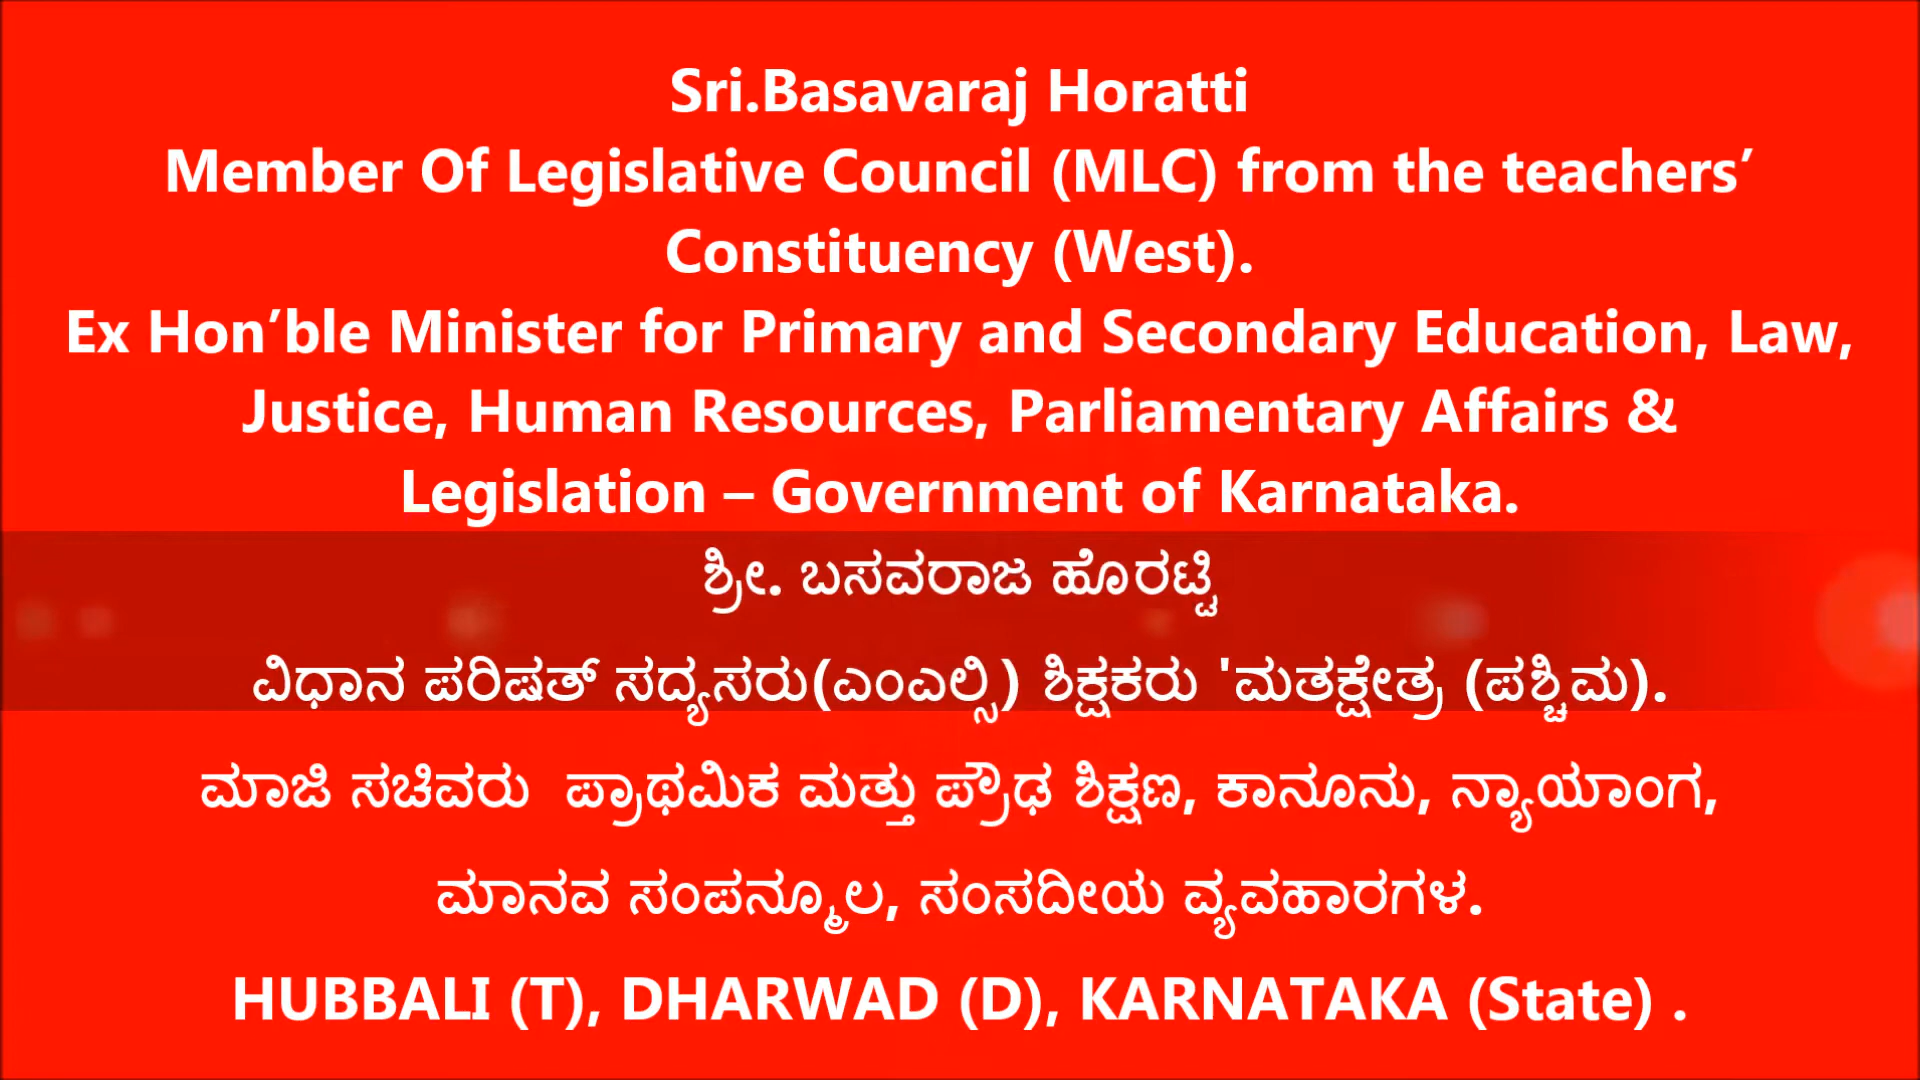 Sri.Basavaraj Horatti
Member Of Legislative Council (MLC) from the teachers’
Constituency (West).
Ex Hon’ble Minister for Primary and Secondary Education, Law,
Justice, Human Resources, Parliamentary Affairs &
Legislation – Government of Karnataka.
ಶ್ರೀ. ಬಸವರಾಜ ಹೊರಟ್ಟಿ
ವಿಧಾನ ಪರಿಷತ್ ಸದ್ಯಸರು(ಎಂಎಲ್ಸಿ) ಶಿಕ್ಷಕರು 'ಮತಕ್ಷೇತ್ರ (ಪಶ್ಚಿಮ).
ಮಾಜಿ ಸಚಿವರು ಪ್ರಾಥಮಿಕ ಮತ್ತು ಪ್ರೌಢ ಶಿಕ್ಷಣ, ಕಾನೂನು, ನ್ಯಾಯಾಂಗ,
ಮಾನವ ಸಂಪನ್ಮೂಲ, ಸಂಸದೀಯ ವ್ಯವಹಾರಗಳ.
HUBBALI (T), DHARWAD (D), KARNATAKA (State) .